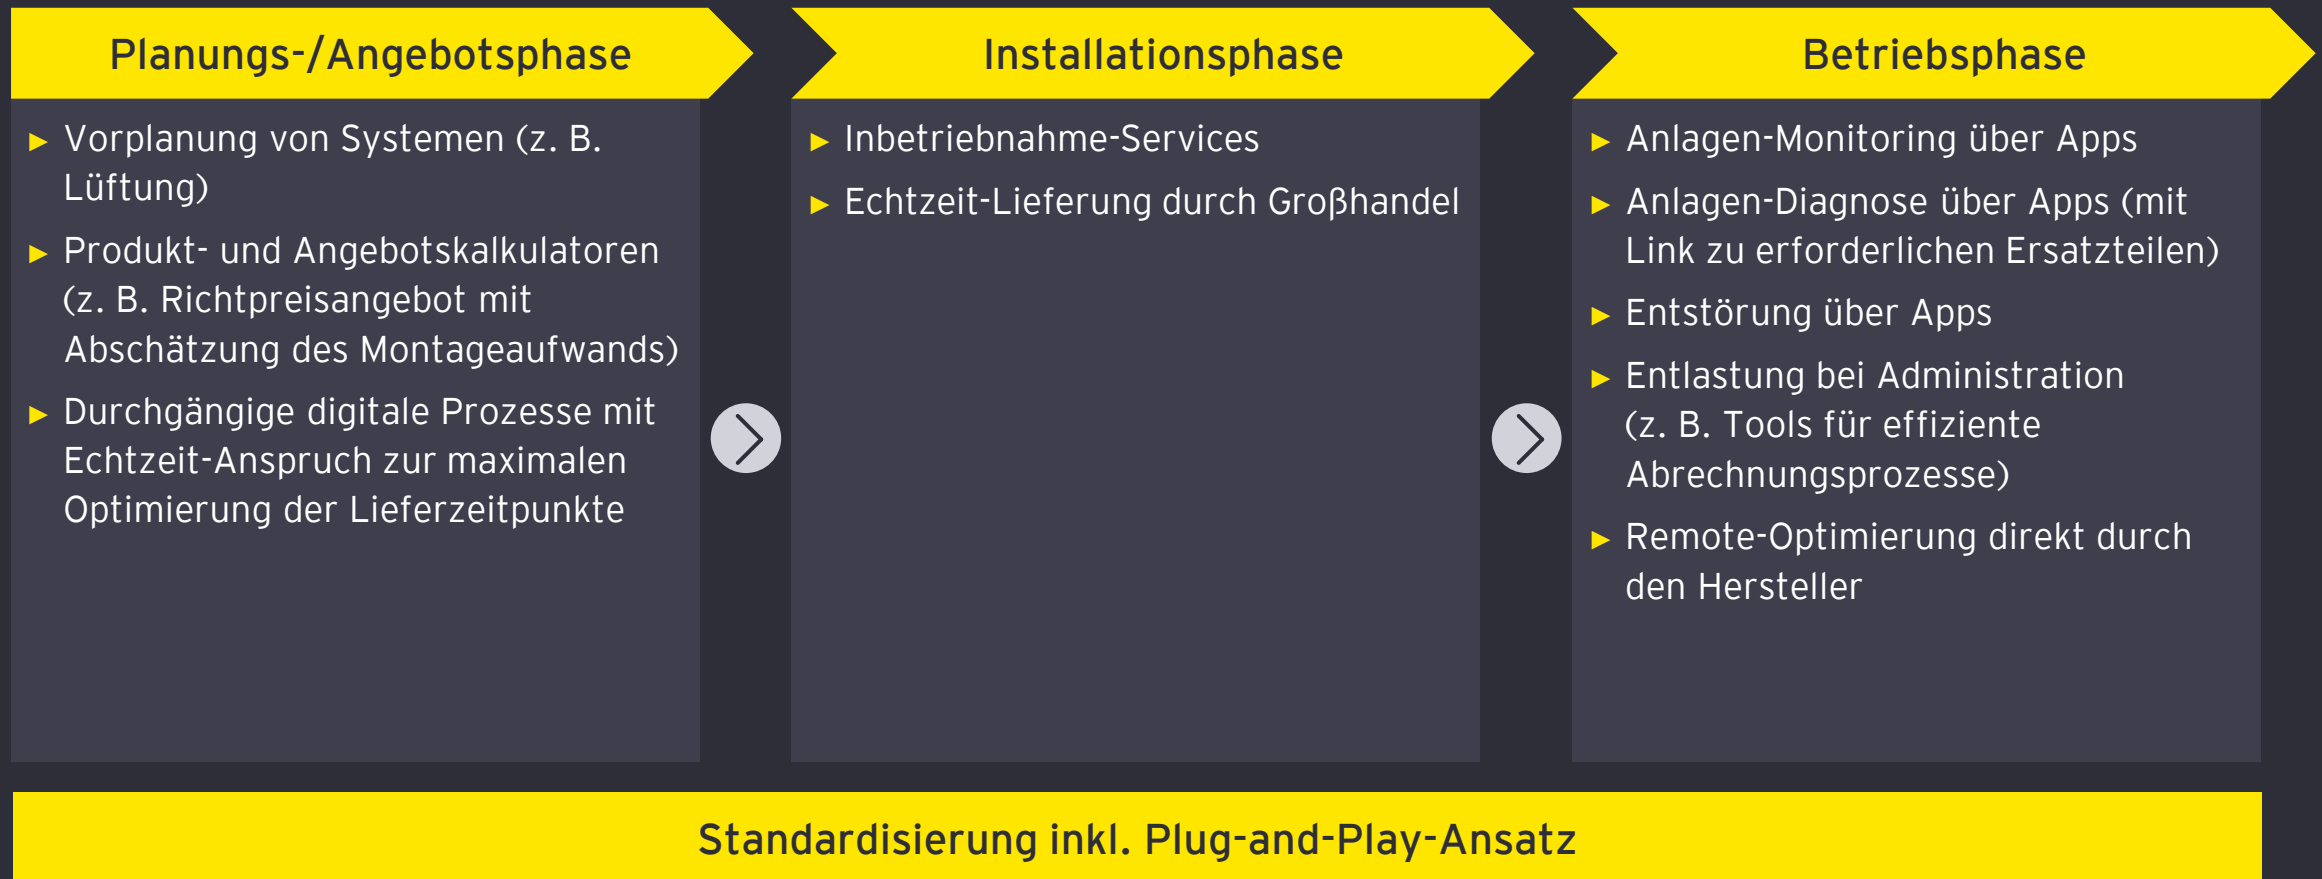 Planungs-/Angebotsphase
Vorplanung von Systemen (z. B.
Lüftung)
Produkt- und Angebotskalkulatoren
(z. B. Richtpreisangebot mit
Abschätzung des Montageaufwands)
Durchgängige digitale Prozesse mit
Echtzeit-Anspruch zur maximalen
Optimierung der Lieferzeitpunkte
Installationsphase
Inbetriebnahme-Services
Echtzeit-Lieferung durch Großhandel
Betriebsphase
Anlagen-Monitoring über Apps
Anlagen-Diagnose über Apps (mit
Link zu erforderlichen Ersatzteilen)
Entstörung über Apps
Entlastung bei Administration
(z. B. Tools für effiziente
Abrechnungsprozesse)
Remote-Optimierung direkt durch
den Hersteller
Standardisierung inkl. Plug-and-Play-Ansatz